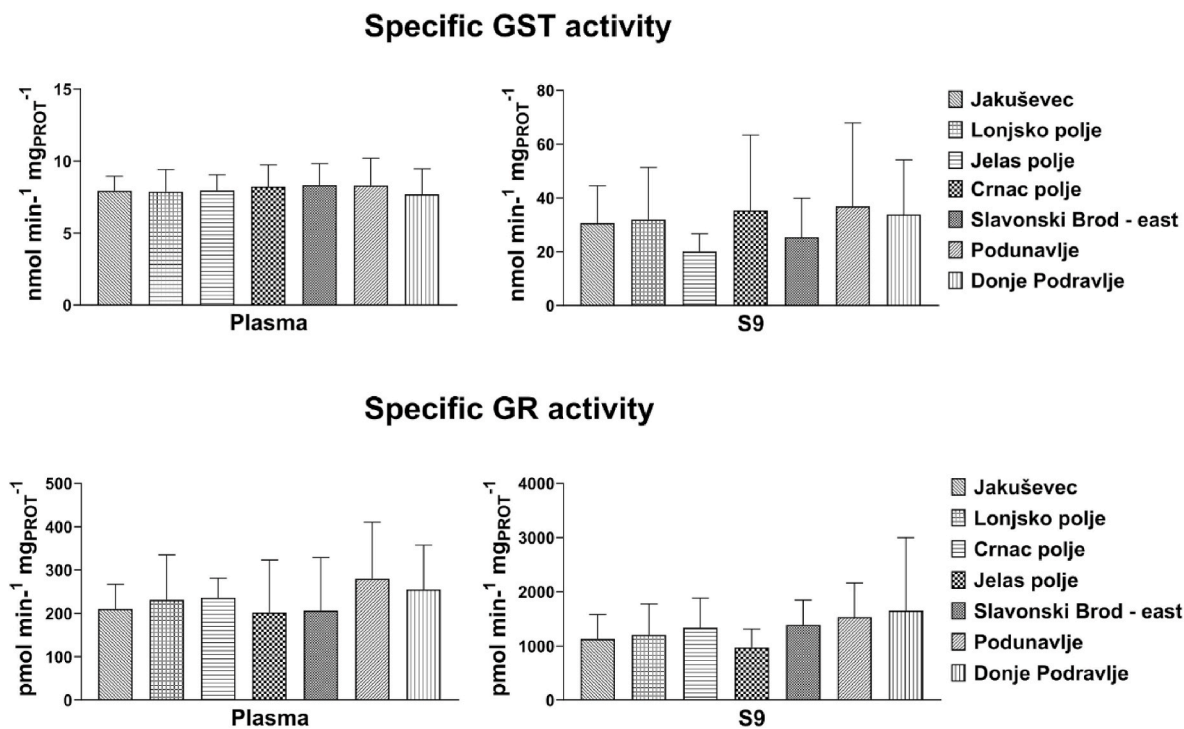 Specific GST activity
nmol min-¹ mgPROT⁻¹
15
10
5
0
Plasma
nmol min-¹ mgPROT⁻¹
80
60
40
20
0
S9
Jakuševec
Lonjsko polje
Jelas polje
Crnac polje
Slavonski Brod - east
Podunavlje
Donje Podravlje
Specific GR activity
pmol min-¹ mgPROT⁻¹
500
400
300
200
100
0
Plasma
pmol min-¹ mgPROT⁻¹
4000
3000
2000
1000
0
S9
Jakuševec
Lonjsko polje
Crnac polje
Jelas polje
Slavonski Brod - east
Podunavlje
Donje Podravlje